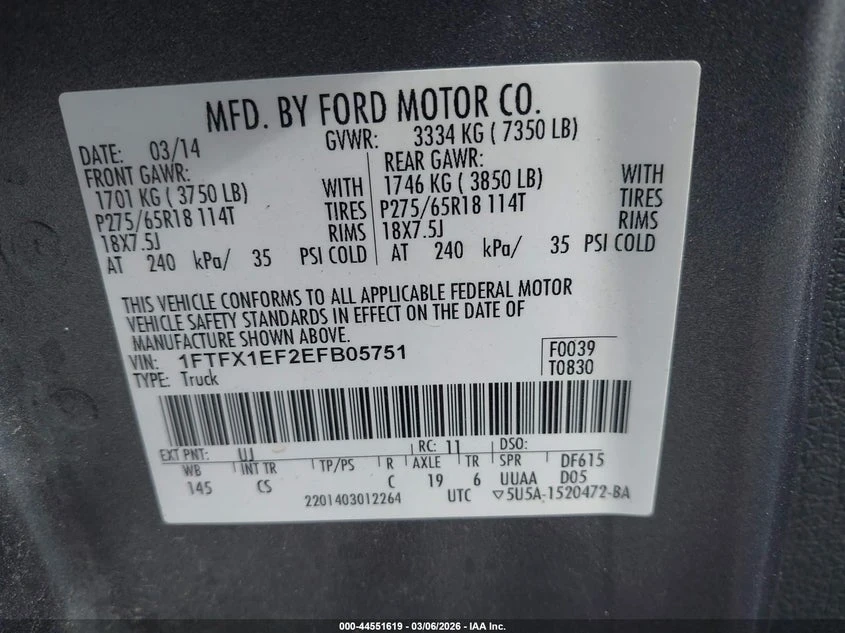 MFD. BY FORD MOTOR CO.
DATE: 03/14 GVWR: 3334 KG ( 7350 LB)
FRONT GAWR: REAR GAWR:
1701 KG ( 3750 LB) WITH 1746 KG ( 3850 LB) WITH
P275/65R18 114T TIRES P275/65R18 114T TIRES
18X7.5J RIMS 18X7.5J RIMS
AT 240 kPa/ 35 PSI COLD AT 240 kPa/ 35 PSI COLD
THIS VEHICLE CONFORMS TO ALL APPLICABLE FEDERAL MOTOR
VEHICLE SAFETY STANDARDS IN EFFECT ON THE DATE OF
MANUFACTURE SHOWN ABOVE.
VIN: 1FTFX1EF2EFB05751 F0039
TYPE: Truck T0830
EXT PNT: UJ RC: 11 DSO:
WB INT TR TP/PS R AXLE TR SPR DF615
145 CS C 19 6 UUAA D05
2201403012264 UTC ▽5U5A-1520472-BA
000-44551619 - 03/06/2026 - IAA Inc.